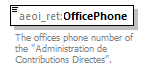 aeoi_ret:OfficePhone
The offices phone number of
the "Administration de
Contributions Directes".